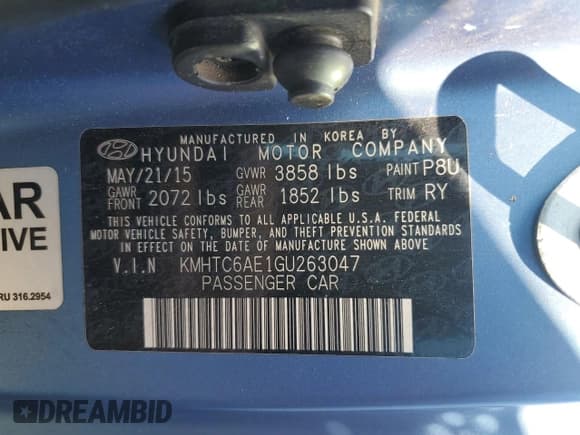 MANUFACTURED IN KOREA BY
HYUNDAI MOTOR COMPANY
MAY/21/15 GVWR 3858 lbs PAINT P8U
GAWR FRONT 2072 lbs GAWR REAR 1852 lbs TRIM RY
THIS VEHICLE CONFORMS TO ALL APPLICABLE U.S.A. FEDERAL
MOTOR VEHICLE SAFETY, BUMPER, AND THEFT PREVENTION STANDARDS
IN EFFECT ON THE DATE OF MANUFACTURE SHOWN ABOVE.
V.I.N KMHTC6AE1GU263047
PASSENGER CAR
AR
IVE
RU 316.2954
DREAMBID